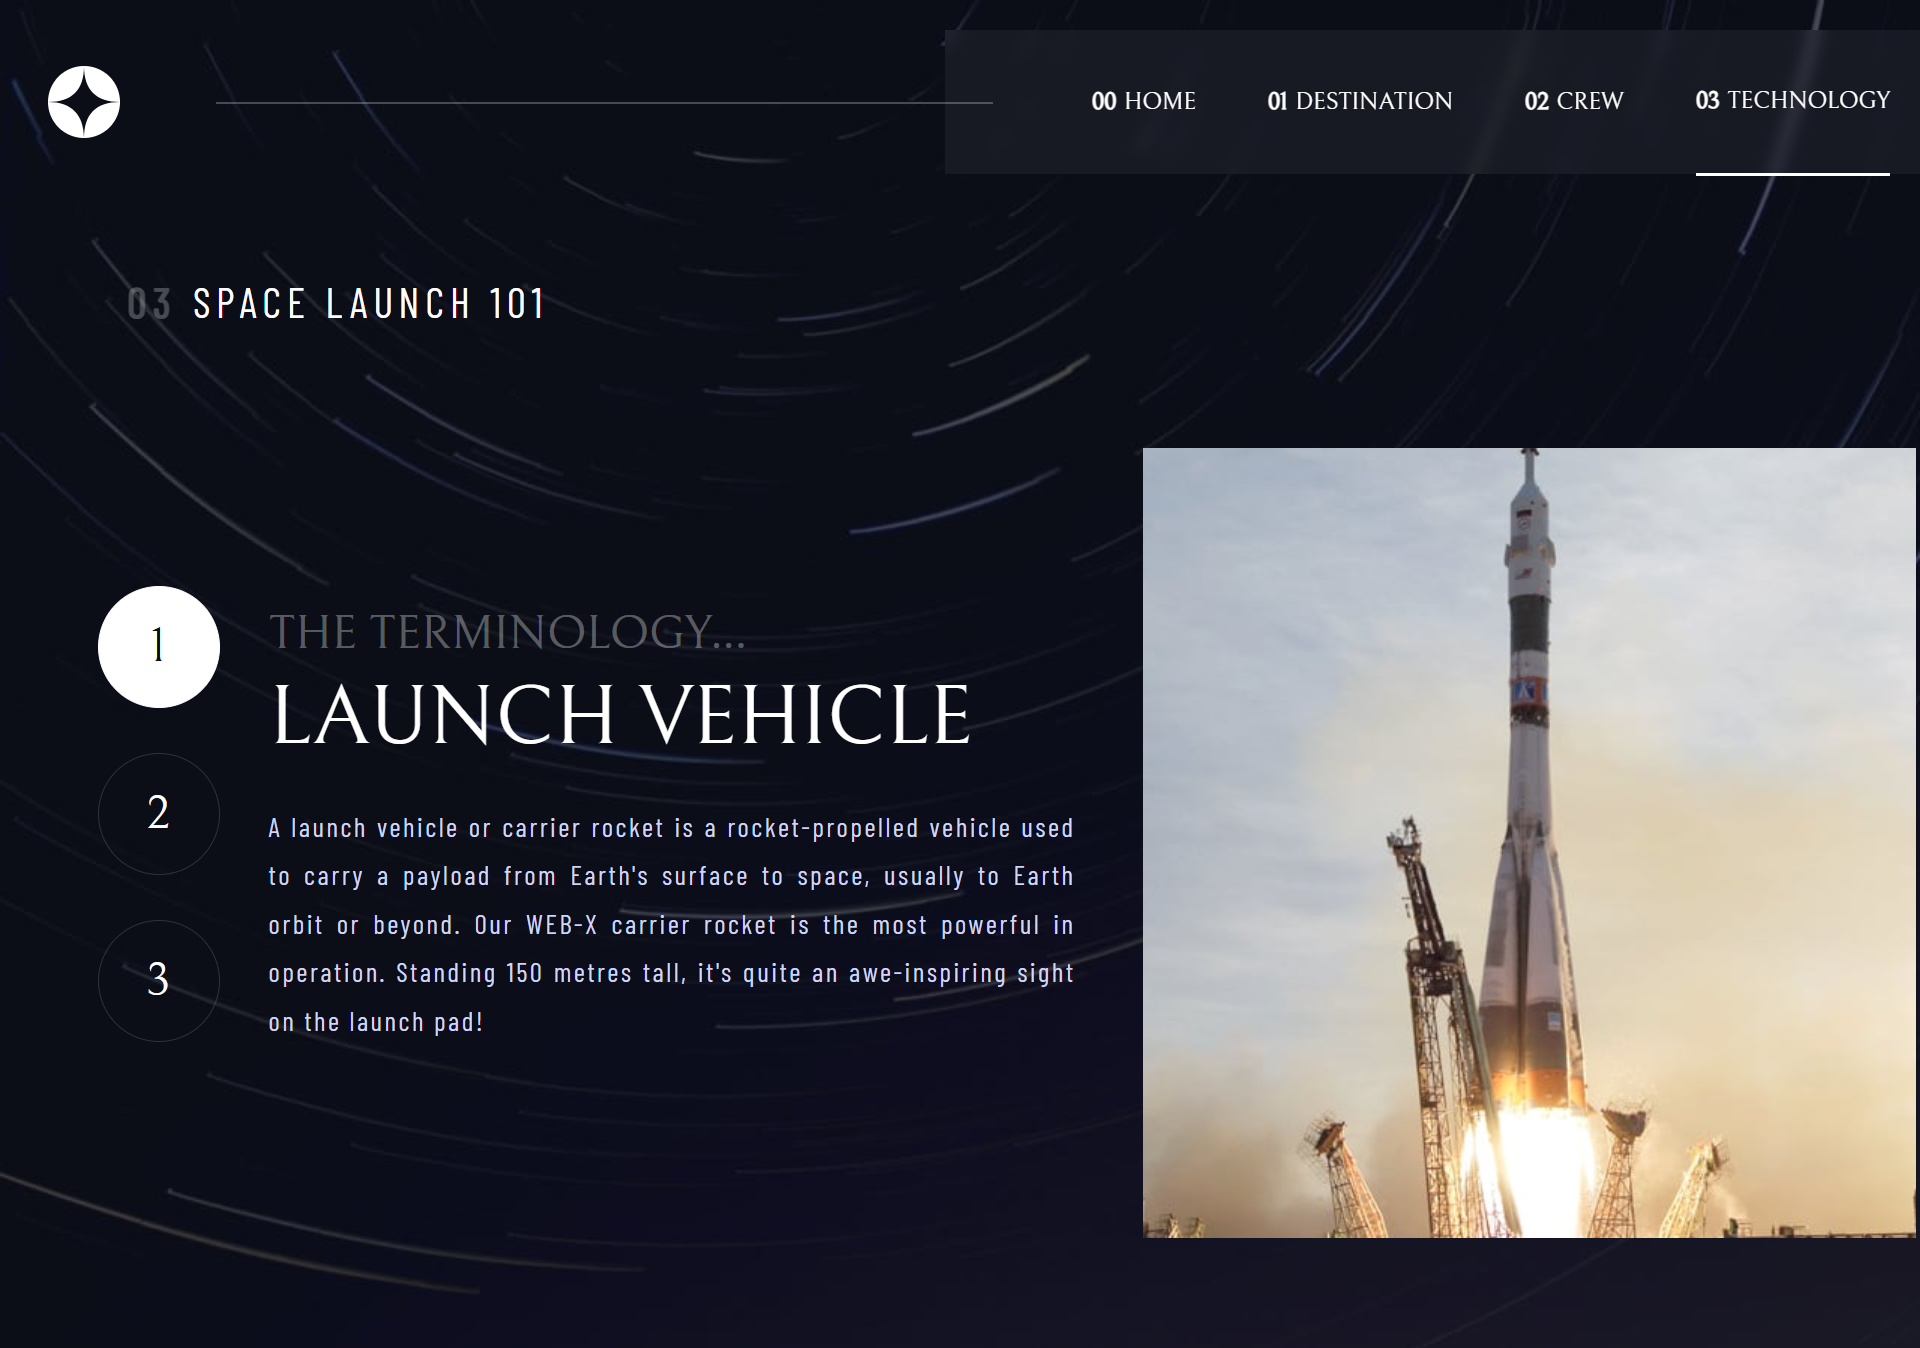 00 HOME 01 DESTINATION 02 CREW 03 TECHNOLOGY
03 SPACE LAUNCH 101
1
THE TERMINOLOGY...
LAUNCH VEHICLE
2
A launch vehicle or carrier rocket is a rocket-propelled vehicle used
to carry a payload from Earth's surface to space, usually to Earth
orbit or beyond. Our WEB-X carrier rocket is the most powerful in
operation. Standing 150 metres tall, it's quite an awe-inspiring sight
on the launch pad!
3